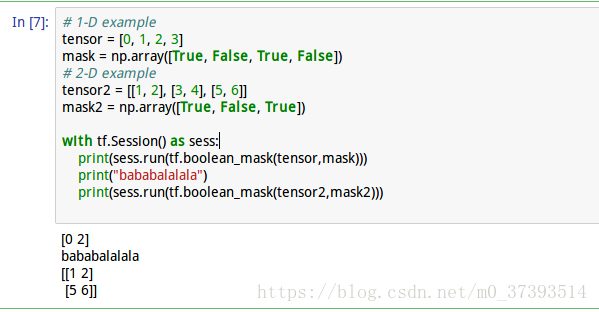 In [7]:
# 1-D example
tensor = [0, 1, 2, 3]
mask = np.array([True, False, True, False])
# 2-D example
tensor2 = [[1, 2], [3, 4], [5, 6]]
mask2 = np.array([True, False, True])

with tf.Session() as sess:
    print(sess.run(tf.boolean_mask(tensor,mask)))
    print("bababalalala")
    print(sess.run(tf.boolean_mask(tensor2,mask2)))

[0 2]
bababalalala
[[1 2]
 [5 6]]
https://blog.csdn.net/m0_37393514